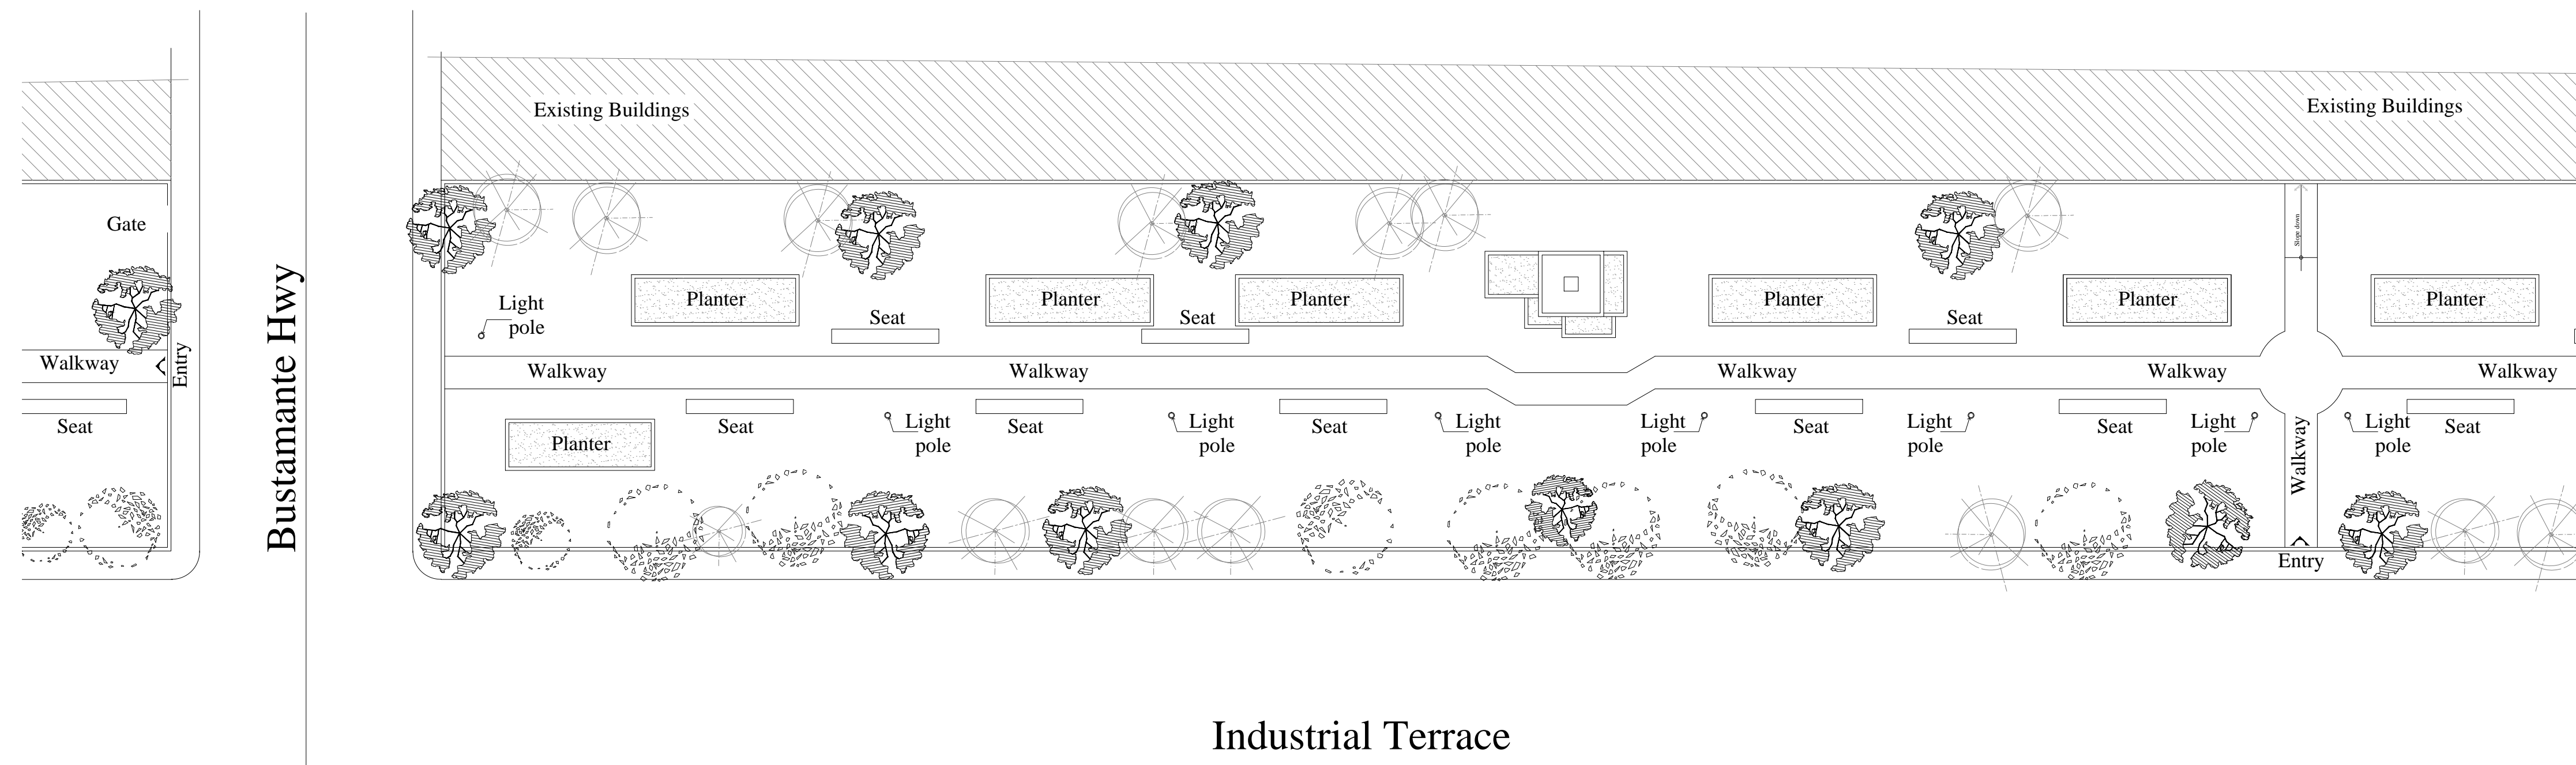 Existing Buildings
Existing Buildings
Gate
Slope down
Light
pole
Planter
Planter
Planter
Planter
Planter
Planter
Seat
Seat
Seat
Walkway
Entry
Walkway
Walkway
Walkway
Walkway
Walkway
Seat
Planter
Seat
Light
pole
Seat
Light
pole
Seat
Light
pole
Light
pole
Seat
Light
pole
Seat
Light
pole
Walkway
Light
pole
Seat
Entry
Bustamante Hwy
Industrial Terrace